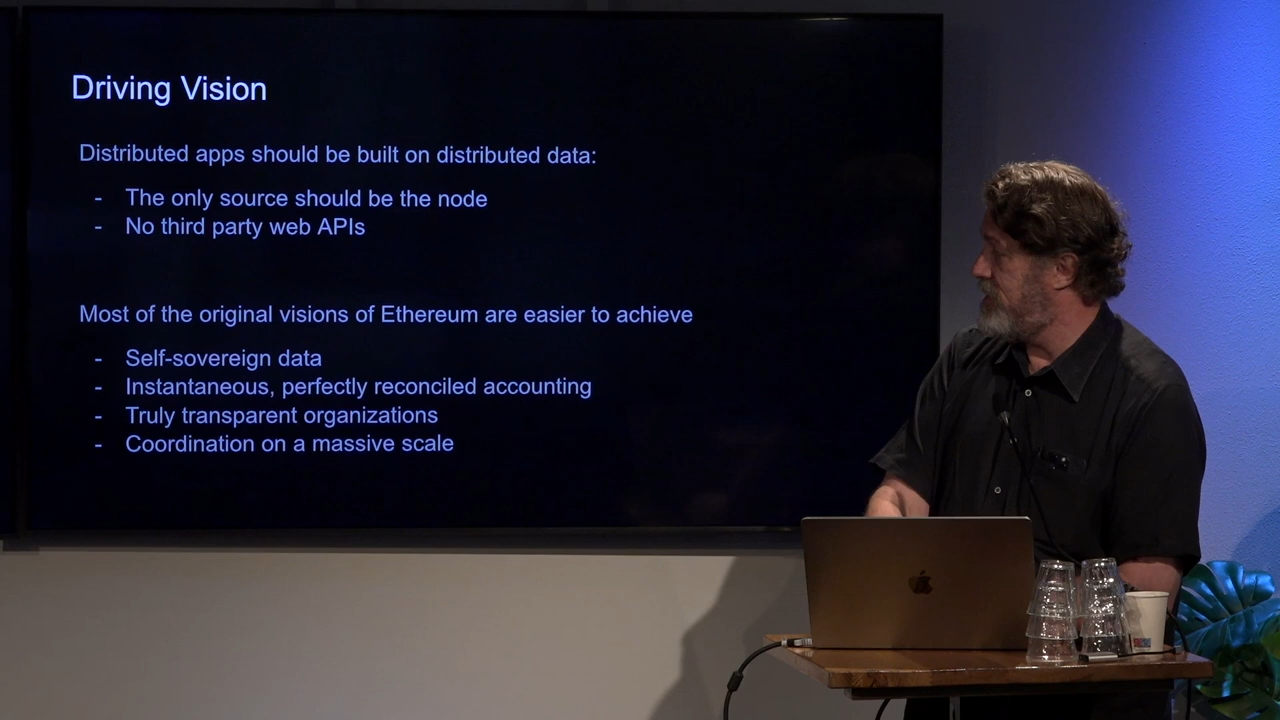 Driving Vision
Distributed apps should be built on distributed data:
- The only source should be the node
- No third party web APIs
Most of the original visions of Ethereum are easier to achieve
- Self-sovereign data
- Instantaneous, perfectly reconciled accounting
- Truly transparent organizations
- Coordination on a massive scale